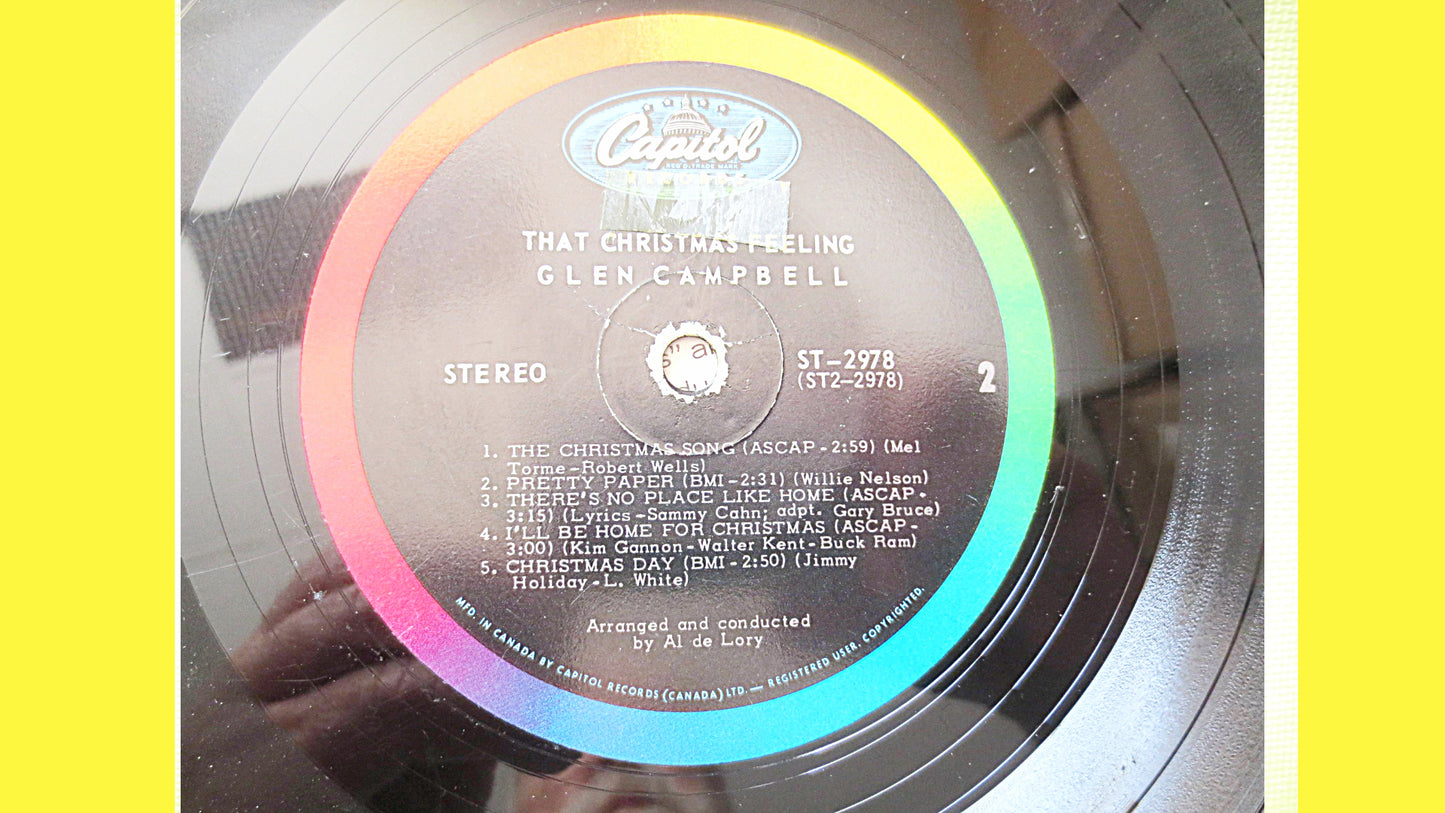 Capitol
REG. TRADE MARK
THAT CHRISTMAS FEELING
GLEN CAMPBELL
STEREO
ST-2978
(ST2-2978)
2
1. THE CHRISTMAS SONG (ASCAP - 2:59) (Mel
Torme - Robert Wells)
2. PRETTY PAPER (BMI - 2:31) (Willie Nelson)
3. THERE'S NO PLACE LIKE HOME (ASCAP -
3:15) (Lyrics - Sammy Cahn; adpt. Gary Bruce)
4. I'LL BE HOME FOR CHRISTMAS (ASCAP -
3:00) (Kim Gannon - Walter Kent - Buck Ram)
5. CHRISTMAS DAY (BMI - 2:50) (Jimmy
Holiday - L. White)
Arranged and conducted
by Al de Lory
MFD. IN CANADA BY CAPITOL RECORDS (CANADA) LTD. — REGISTERED USER. COPYRIGHTED.